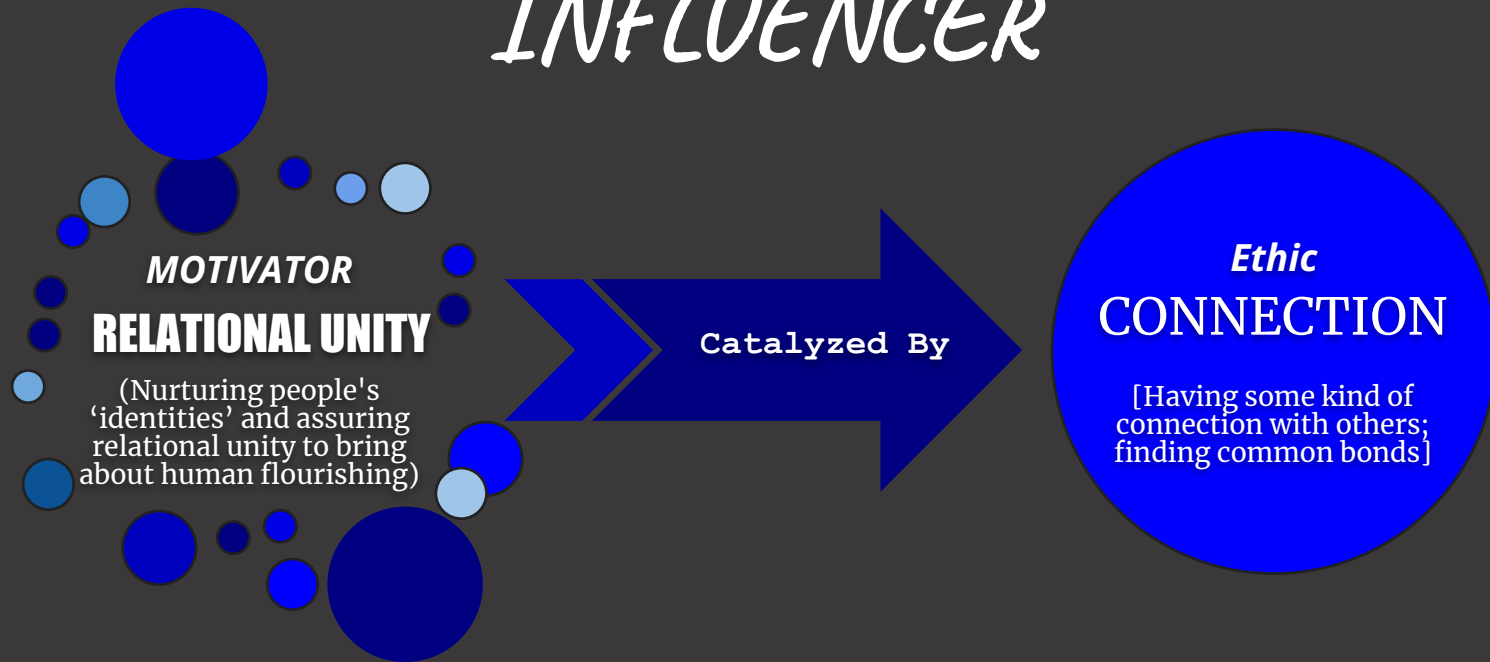 INFLUENCER
MOTIVATOR
RELATIONAL UNITY
(Nurturing people's
‘identities’ and assuring
relational unity to bring
about human flourishing)
Catalyzed By
Ethic
CONNECTION
[Having some kind of
connection with others;
finding common bonds]